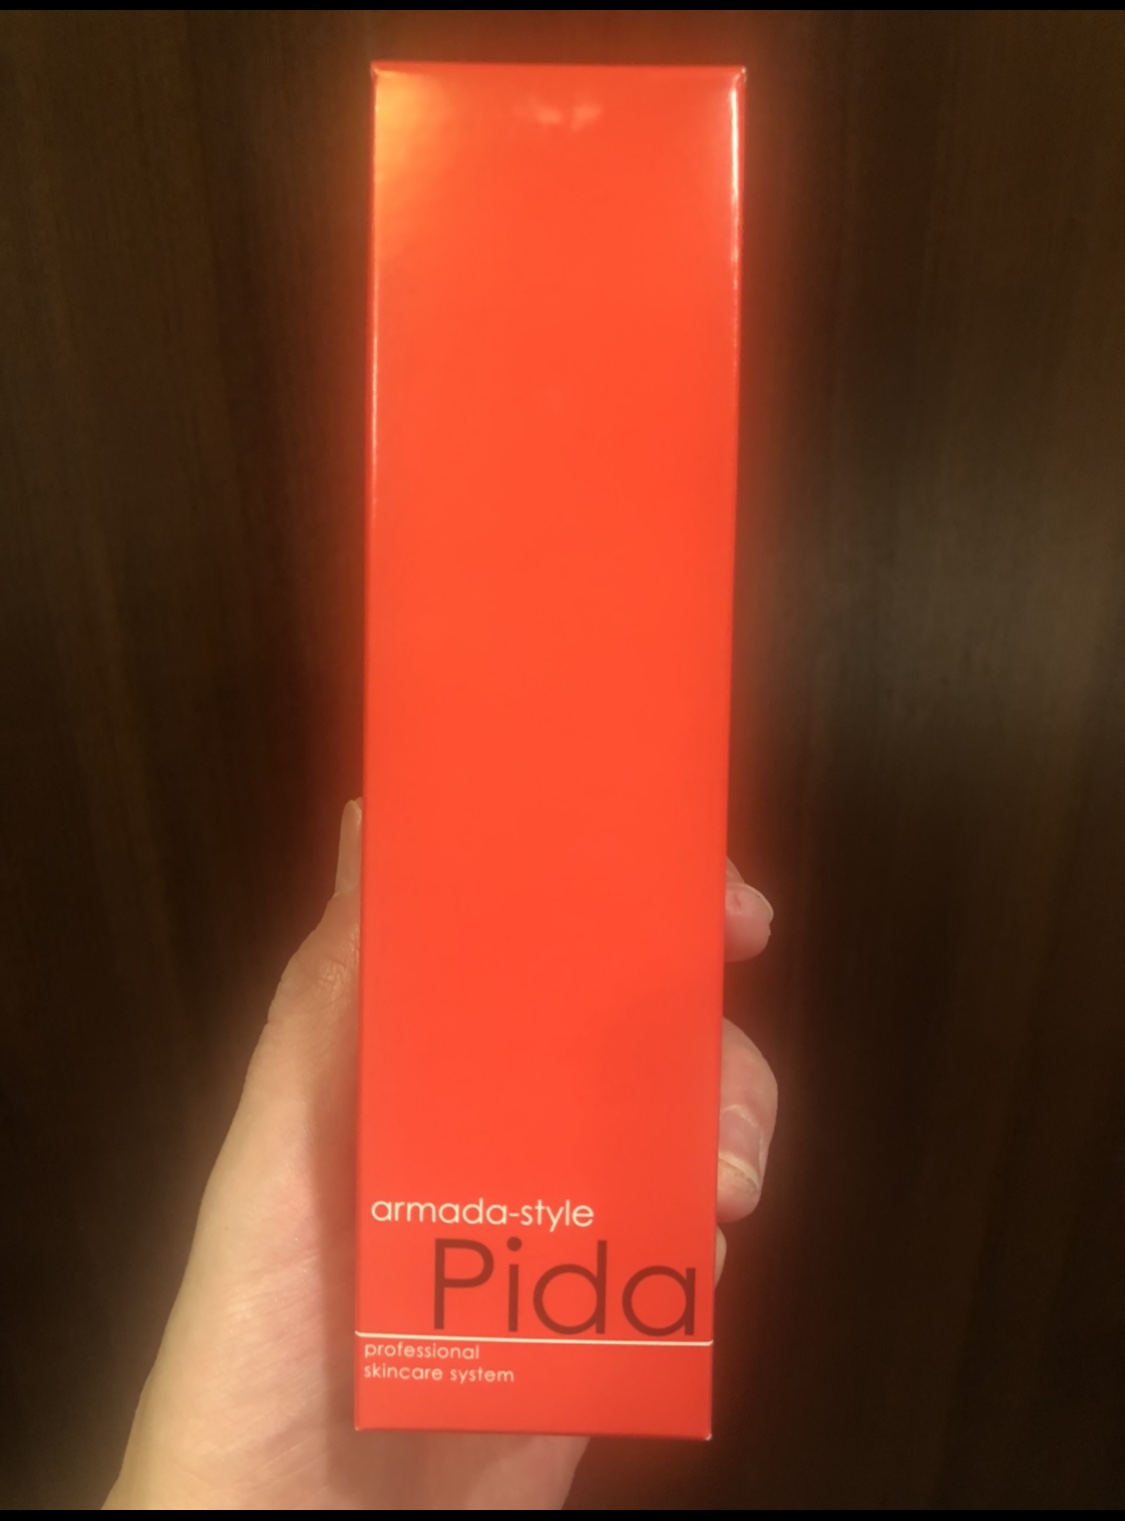 armada-style
Pida
professional
skincare system